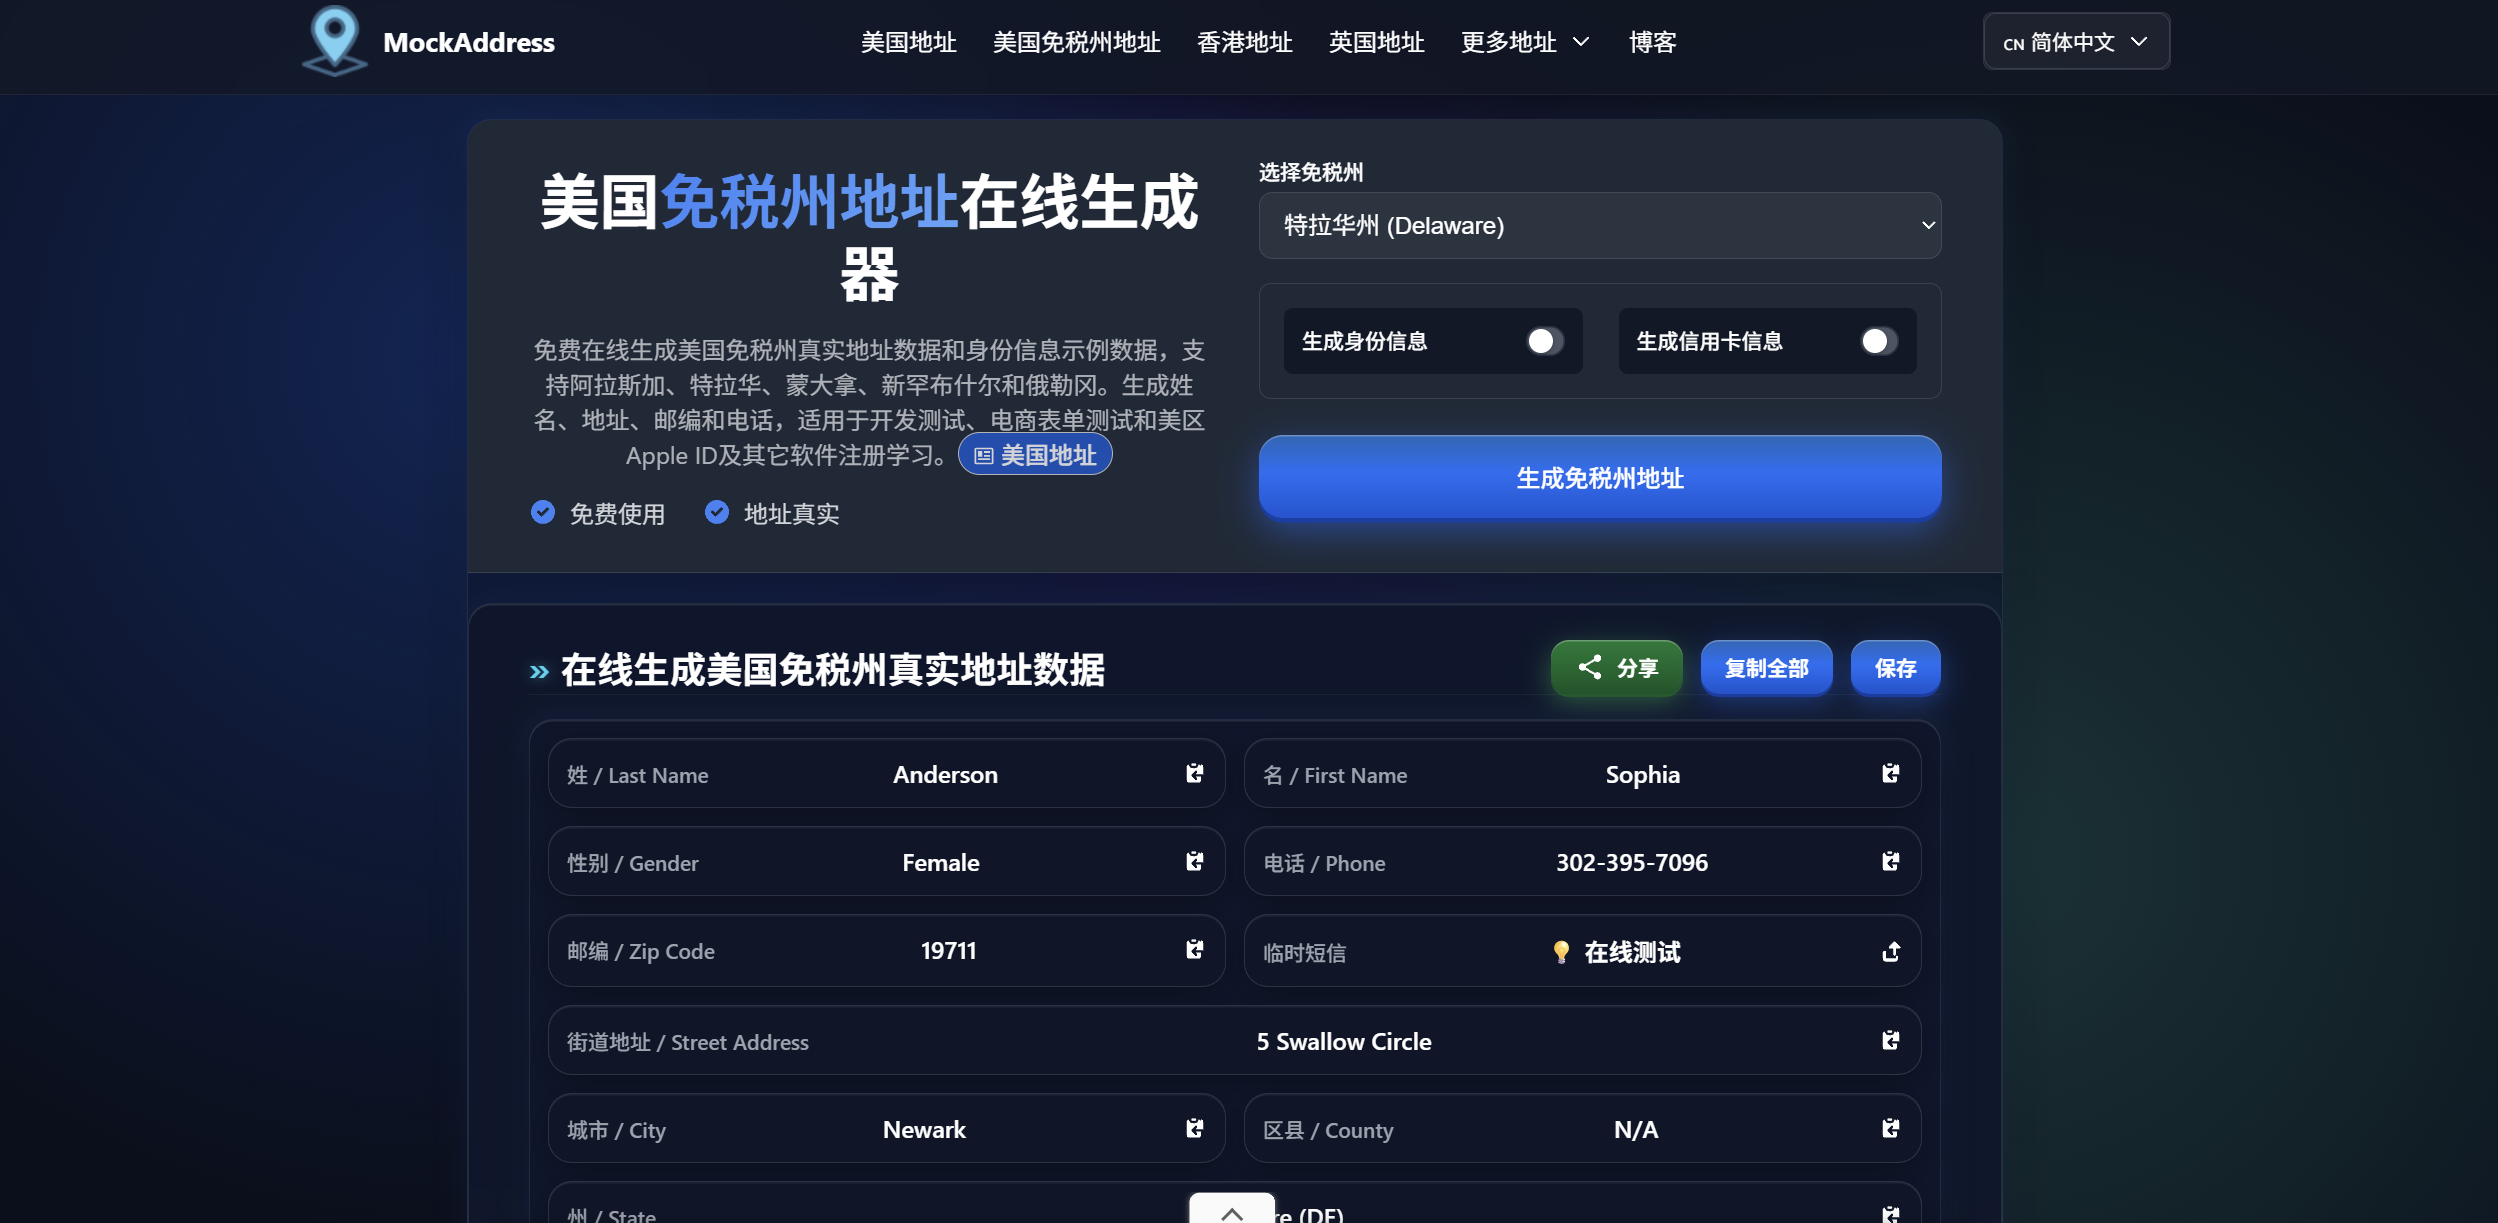 MockAddress
美国地址
美国免税州地址
香港地址
英国地址
更多地址
博客
CN 简体中文
美国免税州地址在线生成
器
免费在线生成美国免税州真实地址数据和身份信息示例数据，支
持阿拉斯加、特拉华、蒙大拿、新罕布什尔和俄勒冈。生成姓
名、地址、邮编和电话，适用于开发测试、电商表单测试和美区
Apple ID及其它软件注册学习。 美国地址
免费使用
地址真实
选择免税州
特拉华州 (Delaware)
生成身份信息
生成信用卡信息
生成免税州地址
» 在线生成美国免税州真实地址数据
分享
复制全部
保存
姓 / Last Name
Anderson
名 / First Name
Sophia
性别 / Gender
Female
电话 / Phone
302-395-7096
邮编 / Zip Code
19711
临时短信
💡 在线测试
街道地址 / Street Address
5 Swallow Circle
城市 / City
Newark
区县 / County
N/A
州 / State
re (DE)